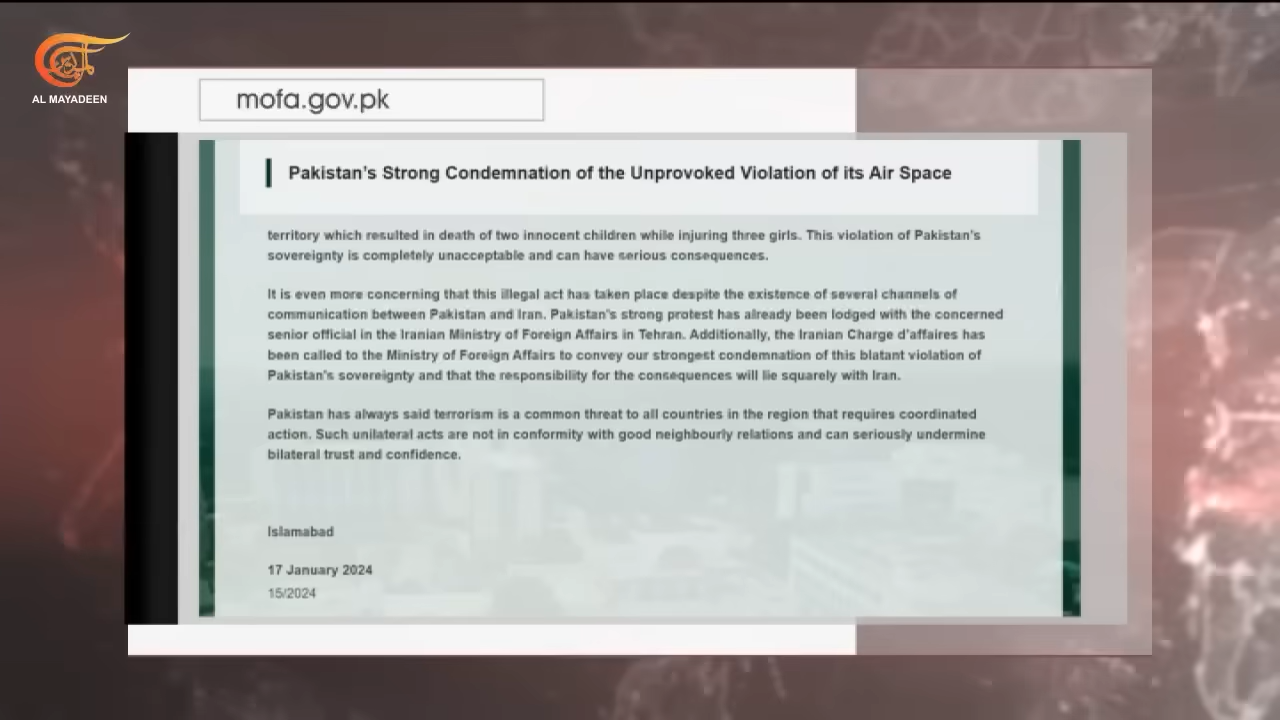 AL MAYADEEN
mofa.gov.pk
Pakistan's Strong Condemnation of the Unprovoked Violation of its Air Space
territory which resulted in death of two innocent children while injuring three girls. This violation of Pakistan's
sovereignty is completely unacceptable and can have serious consequences.
It is even more concerning that this illegal act has taken place despite the existence of several channels of
communication between Pakistan and Iran. Pakistan's strong protest has already been lodged with the concerned
senior official in the Iranian Ministry of Foreign Affairs in Tehran. Additionally, the Iranian Charge d'affaires has
been called to the Ministry of Foreign Affairs to convey our strongest condemnation of this blatant violation of
Pakistan's sovereignty and that the responsibility for the consequences will lie squarely with Iran.
Pakistan has always said terrorism is a common threat to all countries in the region that requires coordinated
action. Such unilateral acts are not in conformity with good neighbourly relations and can seriously undermine
bilateral trust and confidence.
Islamabad
17 January 2024
15/2024